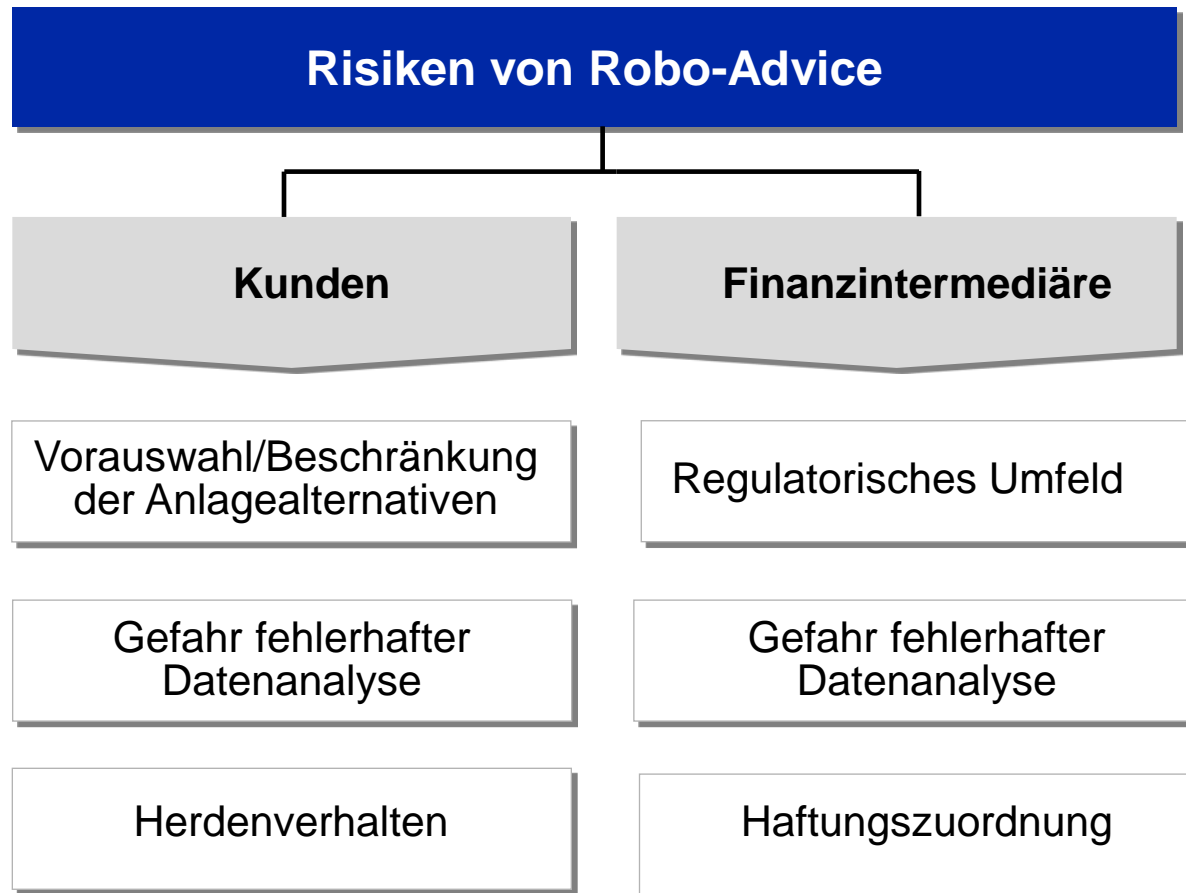 Risiken von Robo-Advice
Kunden
Finanzintermediäre
Vorauswahl/Beschränkung
der Anlagealternativen
Regulatorisches Umfeld
Gefahr fehlerhafter
Datenanalyse
Gefahr fehlerhafter
Datenanalyse
Herdenverhalten
Haftungszuordnung